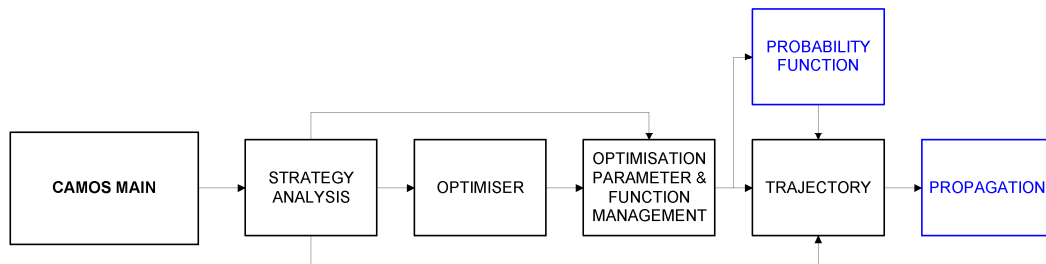 CAMOS MAIN
STRATEGY
ANALYSIS
OPTIMISER
OPTIMISATION
PARAMETER &
FUNCTION
MANAGEMENT
PROBABILITY
FUNCTION
TRAJECTORY
PROPAGATION